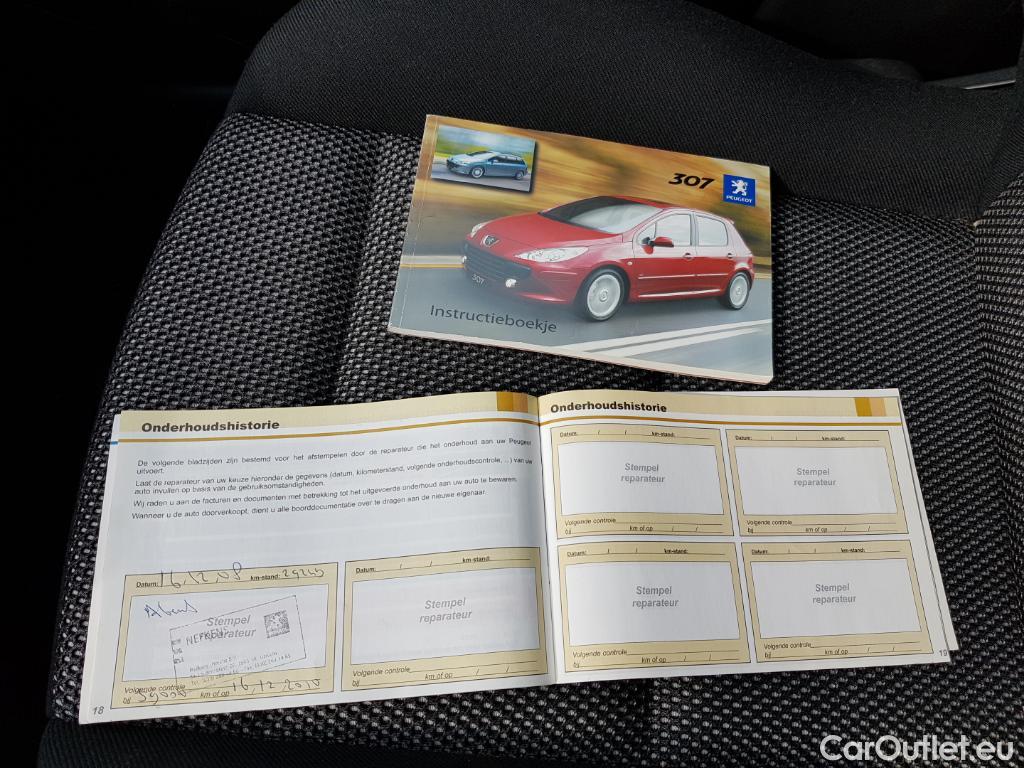 307
PEUGEOT
307
Instructieboekje
Onderhoudshistorie
De volgende bladzijden zijn bestemd voor het afstempelen door de reparateur die het onderhoud aan uw Peugeot
uitvoert.
Laat de reparateur van uw keuze hieronder de gegevens (datum, kilometerstand, volgende onderhoudscontrole, ...) van uw
auto invullen op basis van de gebruiksomstandigheden.
Wij raden u aan de facturen en documenten met betrekking tot het uitgevoerde onderhoud aan uw auto te bewaren.
Wanneer u de auto doorverkoopt, dient u alle boorddocumentatie over te dragen aan de nieuwe eigenaar.
Datum: 16.12.08 km-stand:
Stempel
reparateur
NEFKENS
Volgende controle
bij km of op 16.12.2010
Datum: / / km-stand:
Stempel
reparateur
Volgende controle
bij km of op / /
18
Onderhoudshistorie
Datum: / / km-stand:
Stempel
reparateur
Volgende controle
bij km of op / /
Datum: / / km-stand:
Stempel
reparateur
Volgende controle
bij km of op / /
Datum: / / km-stand:
Stempel
reparateur
Volgende controle
bij km of op / /
Datum: / / km-stand:
Stempel
reparateur
Volgende controle
bij km of op / /
19
CarOutlet.eu